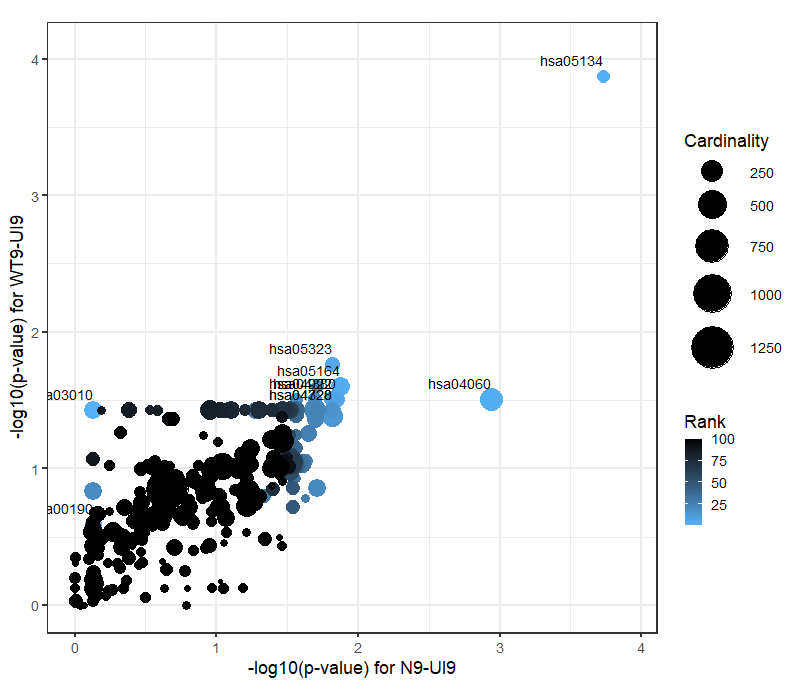 hsa05134
hsa05323
hsa05164
hsa04060
hsa04728
a03010
a00190
4
3
2
1
0
0
1
2
3
4
-log10(p-value) for WT9-UI9
-log10(p-value) for N9-UI9
Cardinality
250
500
750
1000
1250
Rank
100
75
50
25